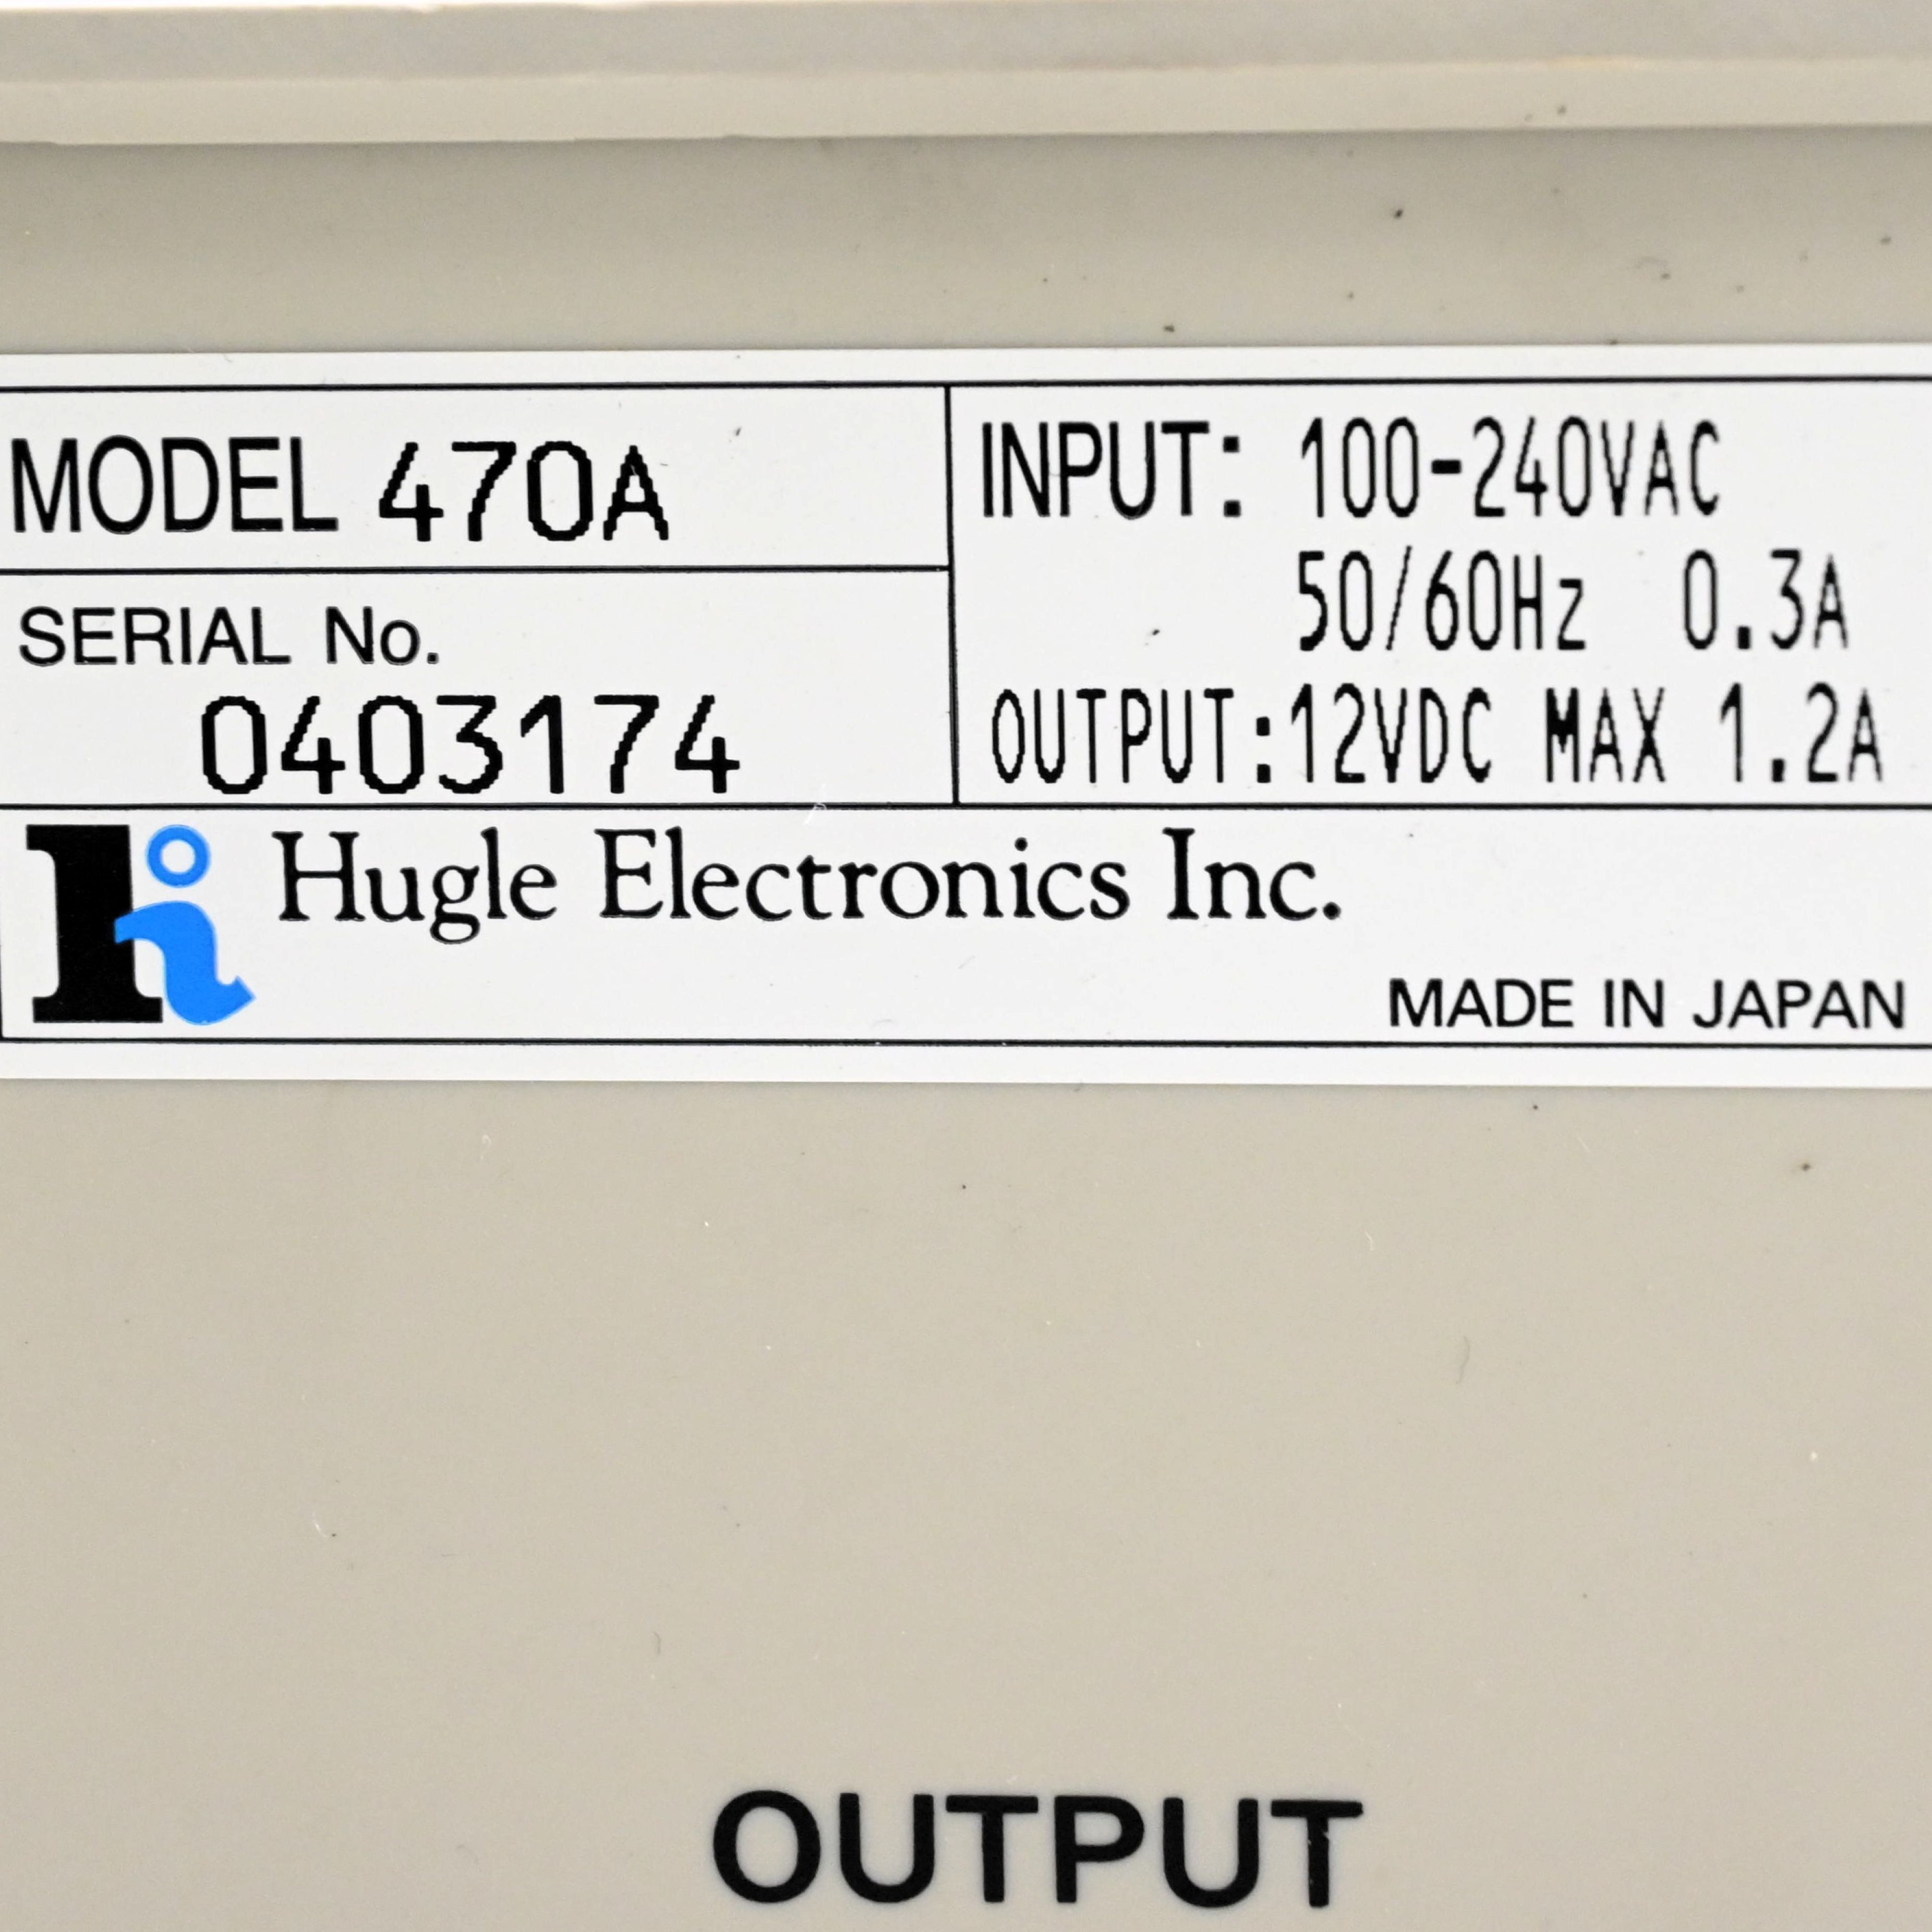 MODEL 470A
SERIAL No.
0403174
INPUT: 100-240VAC
50/60Hz 0.3A
OUTPUT:12VDC MAX 1.2A
hi Hugle Electronics Inc.
MADE IN JAPAN
OUTPUT